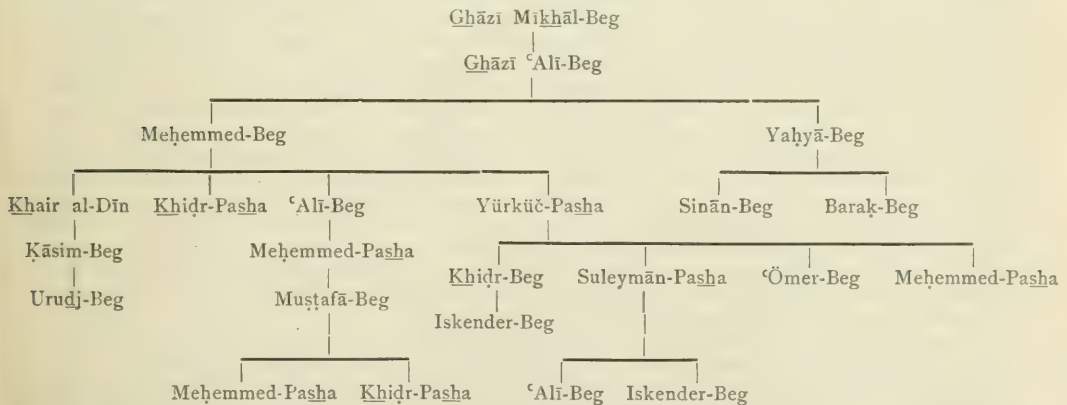 Ghāzī Mīkhāl-Beg
Ghāzī ʿAlī-Beg
Meḥemmed-Beg Yaḥyā-Beg
Khair al-Dīn Khiḍr-Pasha ʿAlī-Beg Yürküč-Pasha Sinān-Beg Baraḳ-Beg
Ḳāsim-Beg Meḥemmed-Pasha Khiḍr-Beg Suleymān-Pasha ʿÖmer-Beg Meḥemmed-Pasha
Urudj-Beg Muṣṭafā-Beg Iskender-Beg
Meḥemmed-Pasha Khiḍr-Pasha ʿAlī-Beg Iskender-Beg